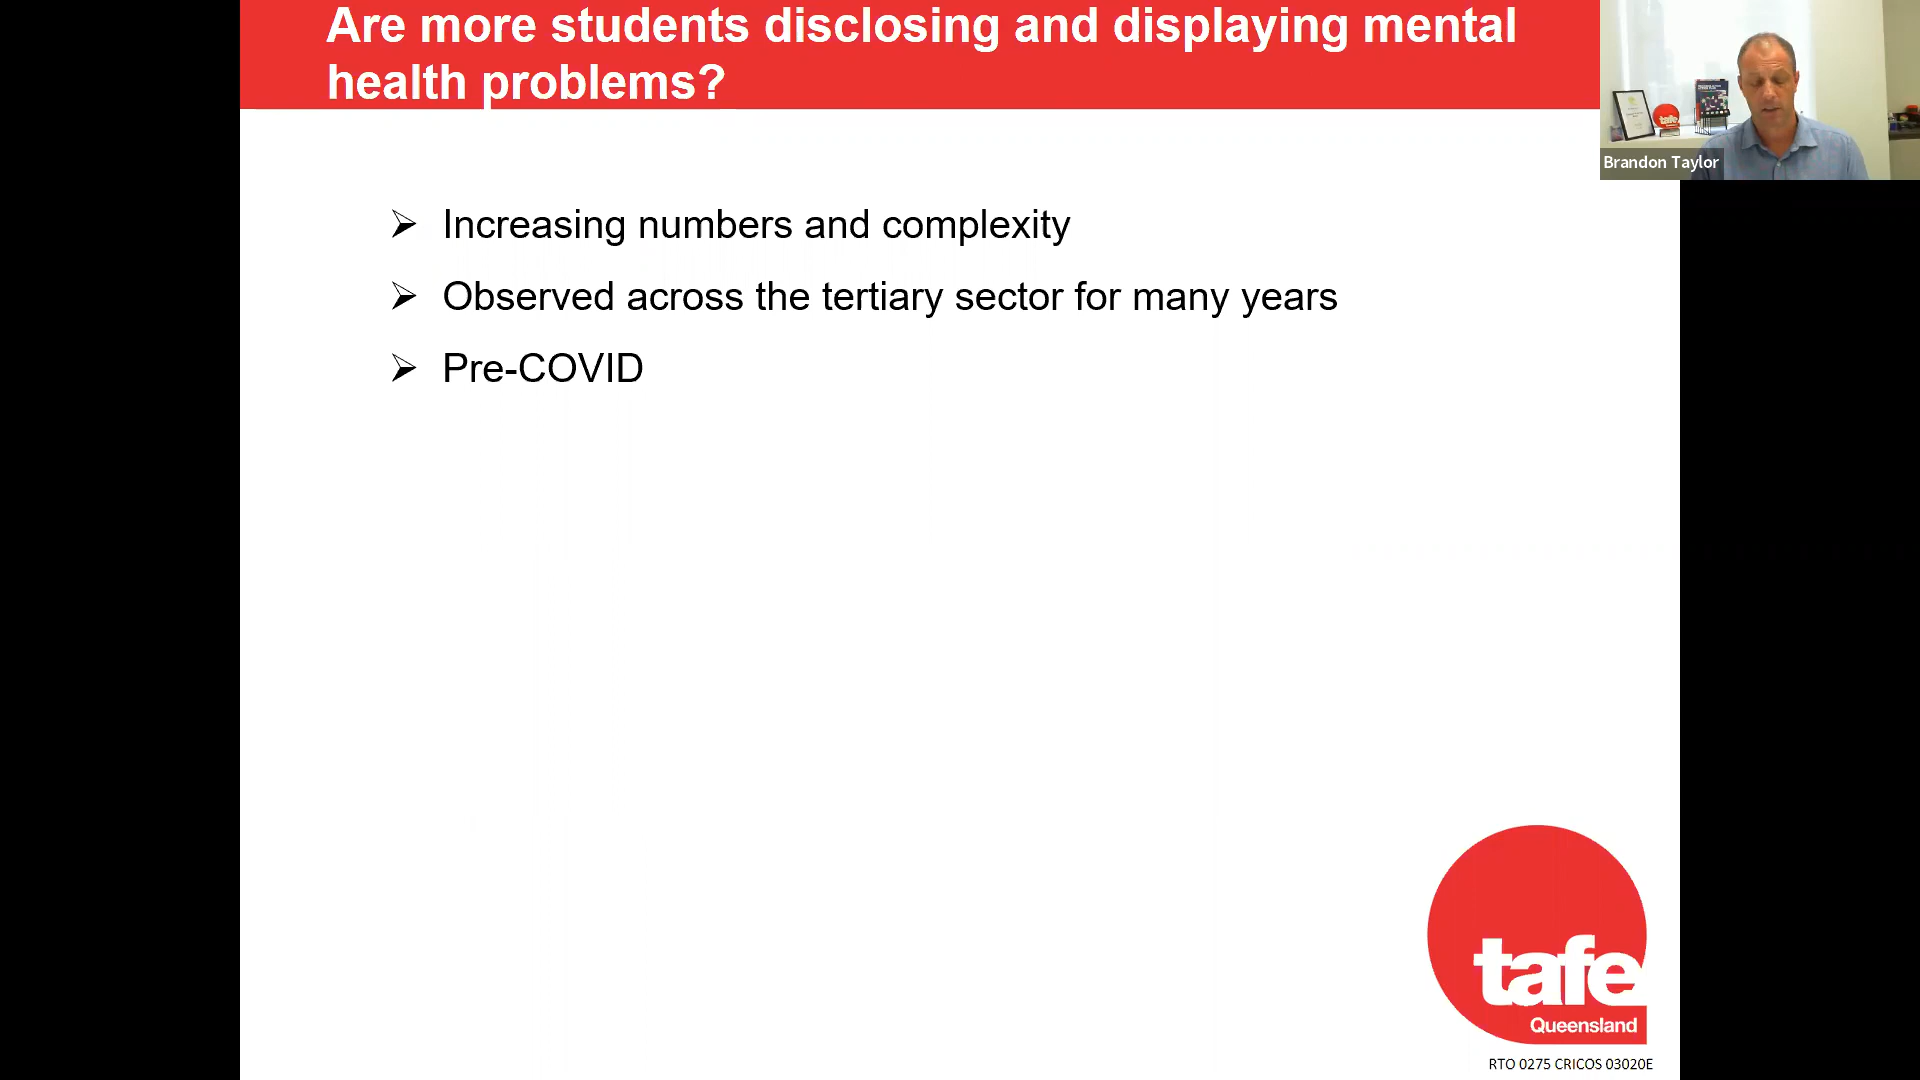 Are more students disclosing and displaying mental
health problems?
Brandon Taylor
Increasing numbers and complexity
Observed across the tertiary sector for many years
Pre-COVID
tafe
tafe
Queensland
RTO 0275 CRICOS 03020E